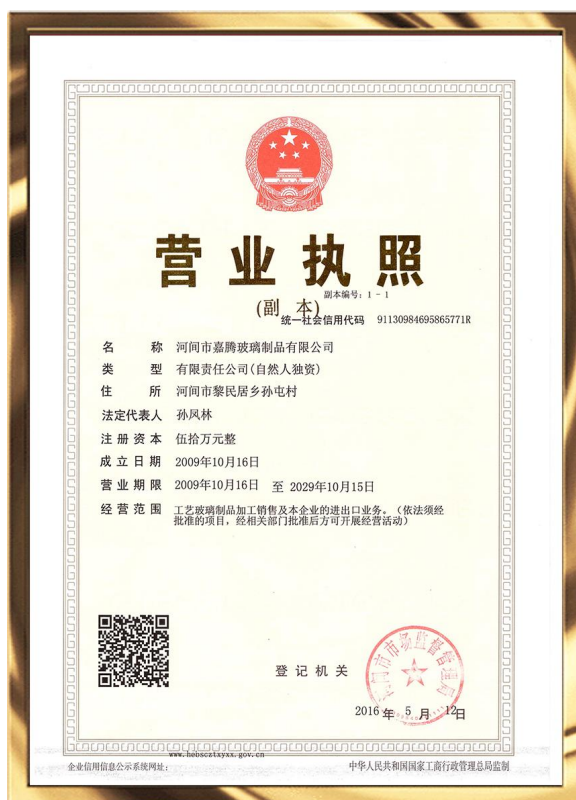 营业执照
副本编号：1-1
(副 本)
统一社会信用代码 91130984695865771R
名 称 河间市嘉腾玻璃制品有限公司
类 型 有限责任公司(自然人独资)
住 所 河间市黎民居乡孙屯村
法定代表人 孙凤林
注册资本 伍拾万元整
成立日期 2009年10月16日
营业期限 2009年10月16日 至 2029年10月15日
经营范围 工艺玻璃制品加工销售及本企业的进出口业务。（依法须经
批准的项目，经相关部门批准后方可开展经营活动）
河间市市场监督管理局
登记机关
2016 年 5 月 12日
www.hebscztxyxx.gov.cn
企业信用信息公示系统网址：
中华人民共和国国家工商行政管理总局监制